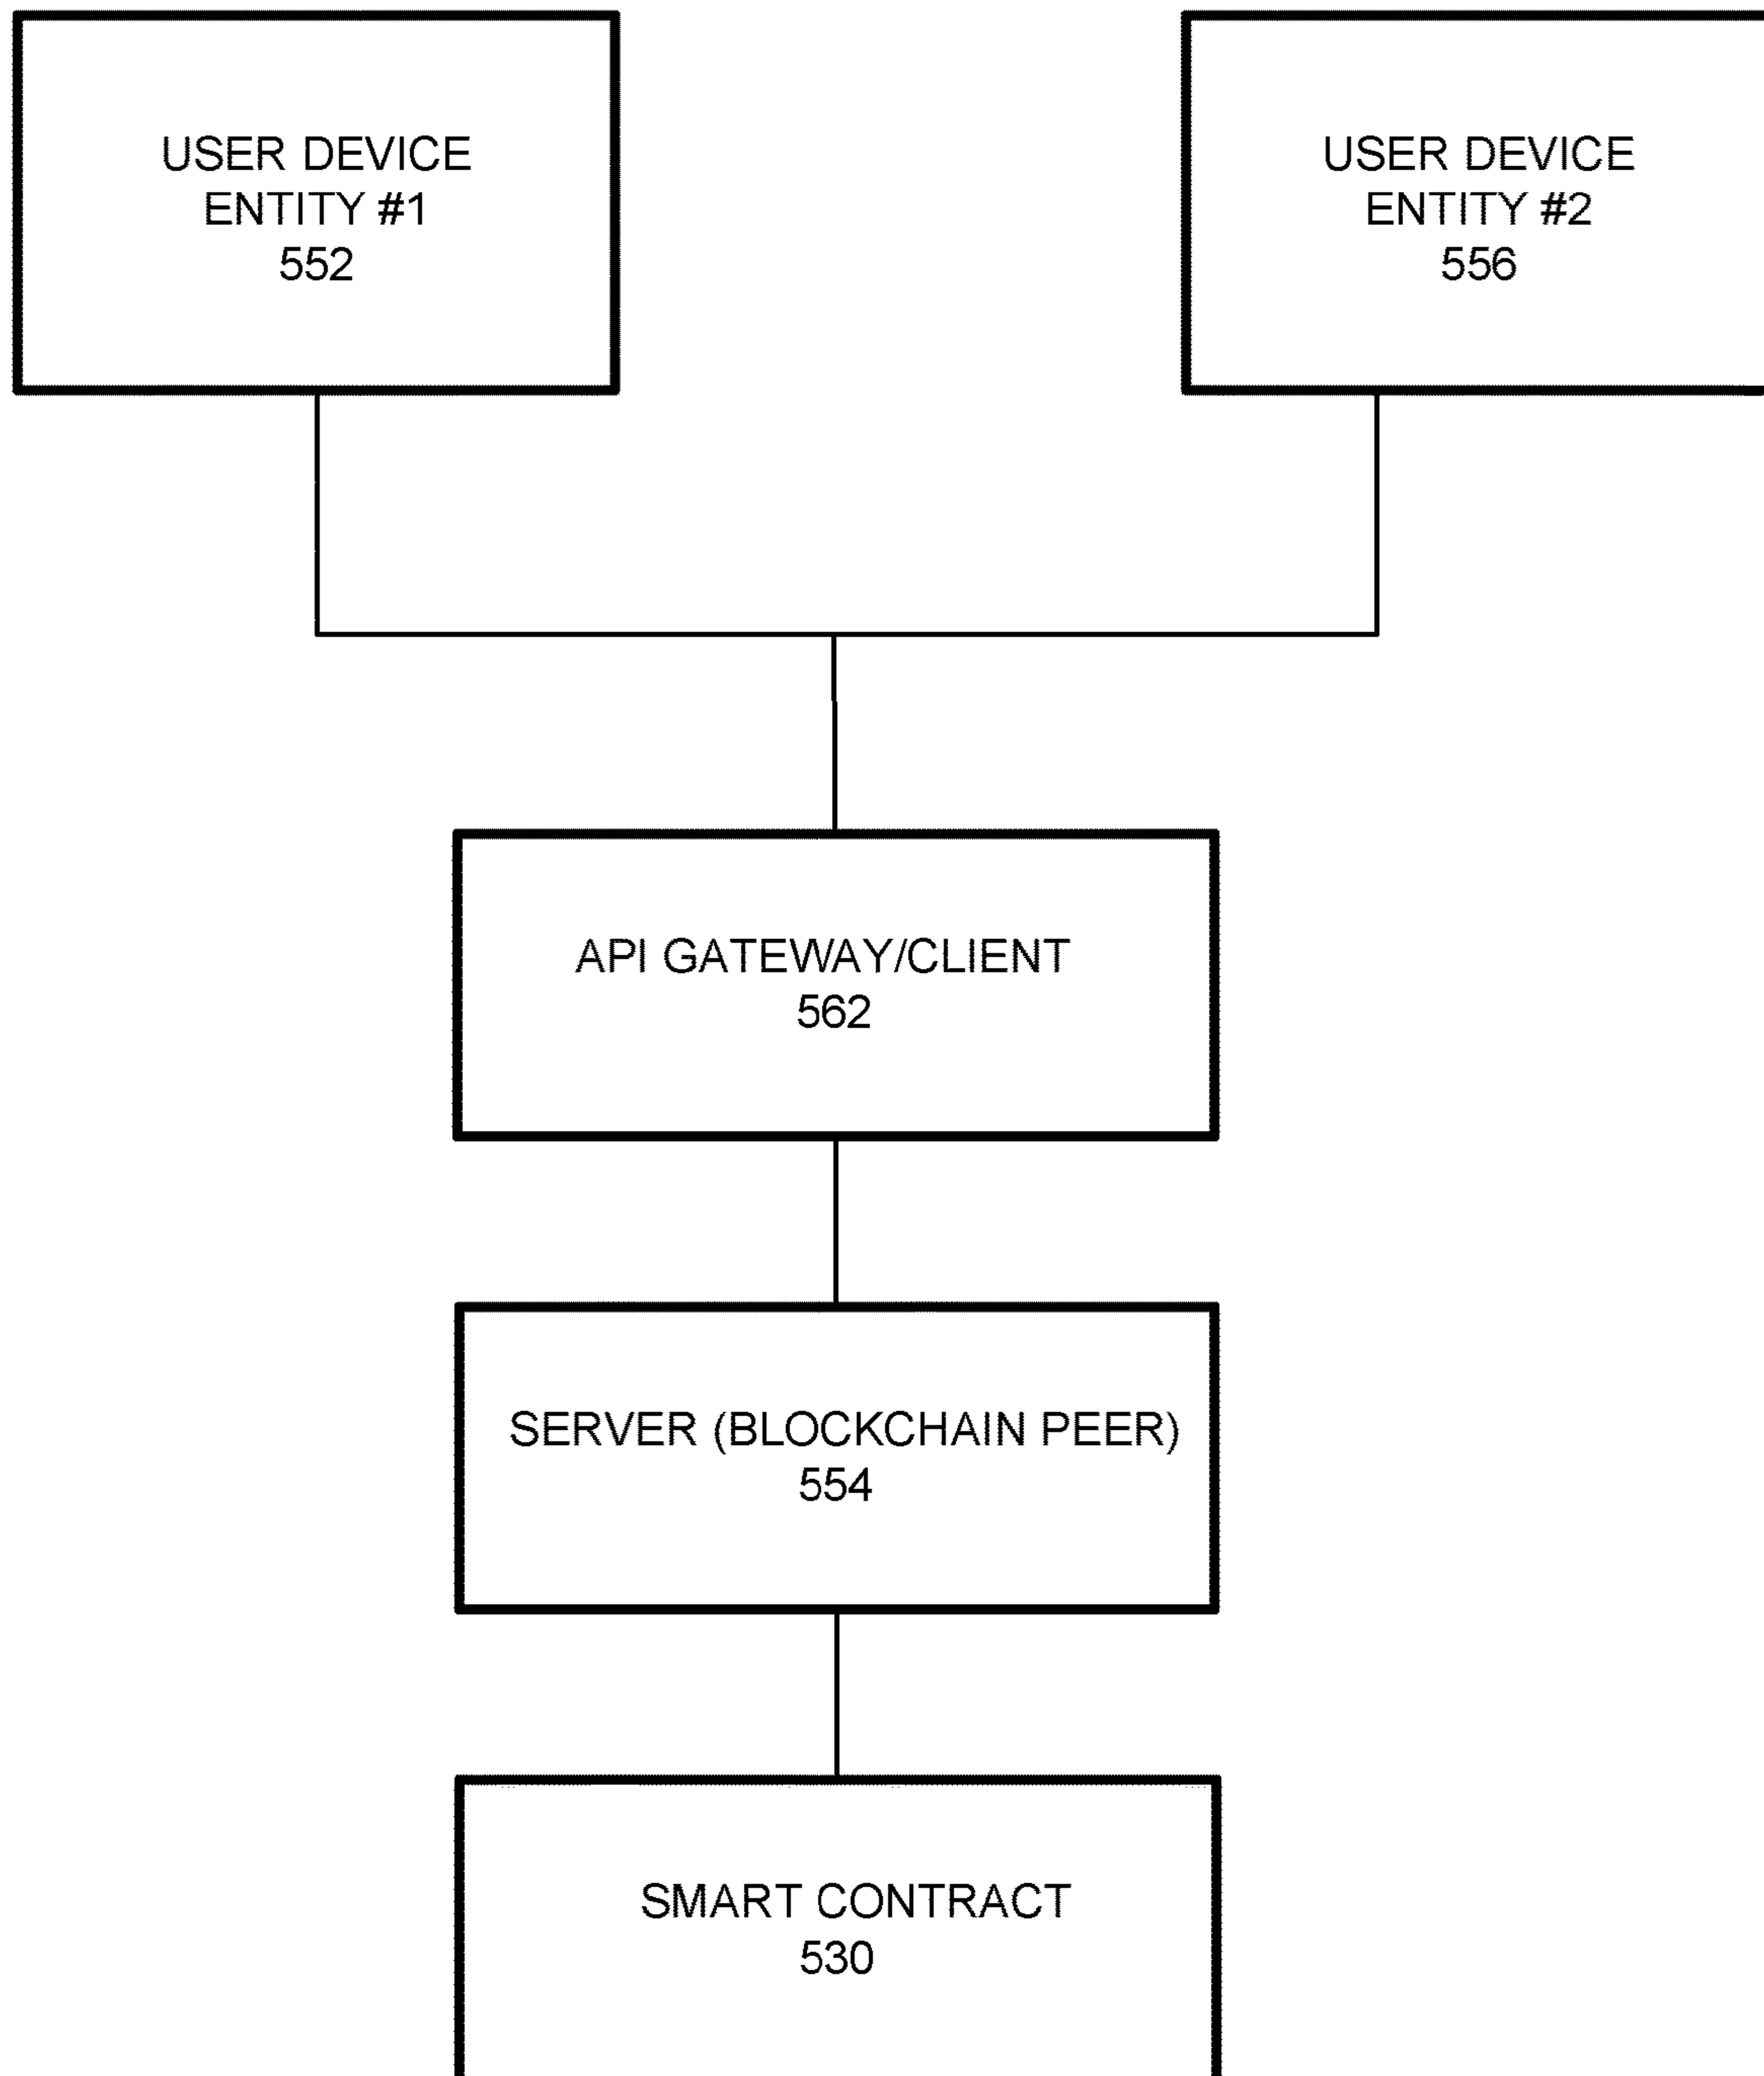 USER DEVICE
ENTITY #1
552
USER DEVICE
ENTITY #2
556
API GATEWAY/CLIENT
562
SERVER (BLOCKCHAIN PEER)
554
SMART CONTRACT
530